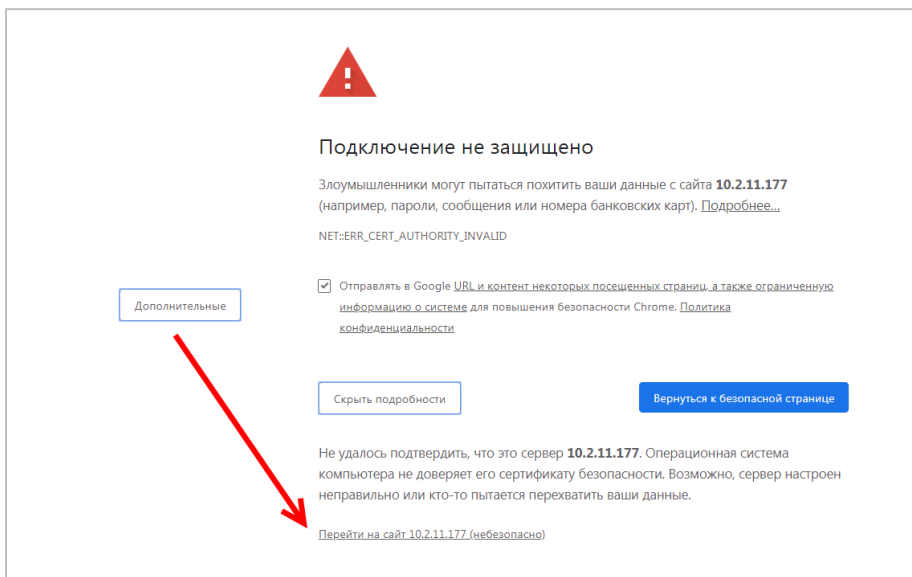 Подключение не защищено
Злоумышленники могут пытаться похитить ваши данные с сайта 10.2.11.177
(например, пароли, сообщения или номера банковских карт). Подробнее...
NET::ERR_CERT_AUTHORITY_INVALID
Отправлять в Google URL и контент некоторых посещенных страниц, а также ограниченную
информацию о системе для повышения безопасности Chrome. Политика
конфиденциальности
Дополнительные
Скрыть подробности
Вернуться к безопасной странице
Не удалось подтвердить, что это сервер 10.2.11.177. Операционная система
компьютера не доверяет его сертификату безопасности. Возможно, сервер настроен
неправильно или кто-то пытается перехватить ваши данные.
Перейти на сайт 10.2.11.177 (небезопасно)